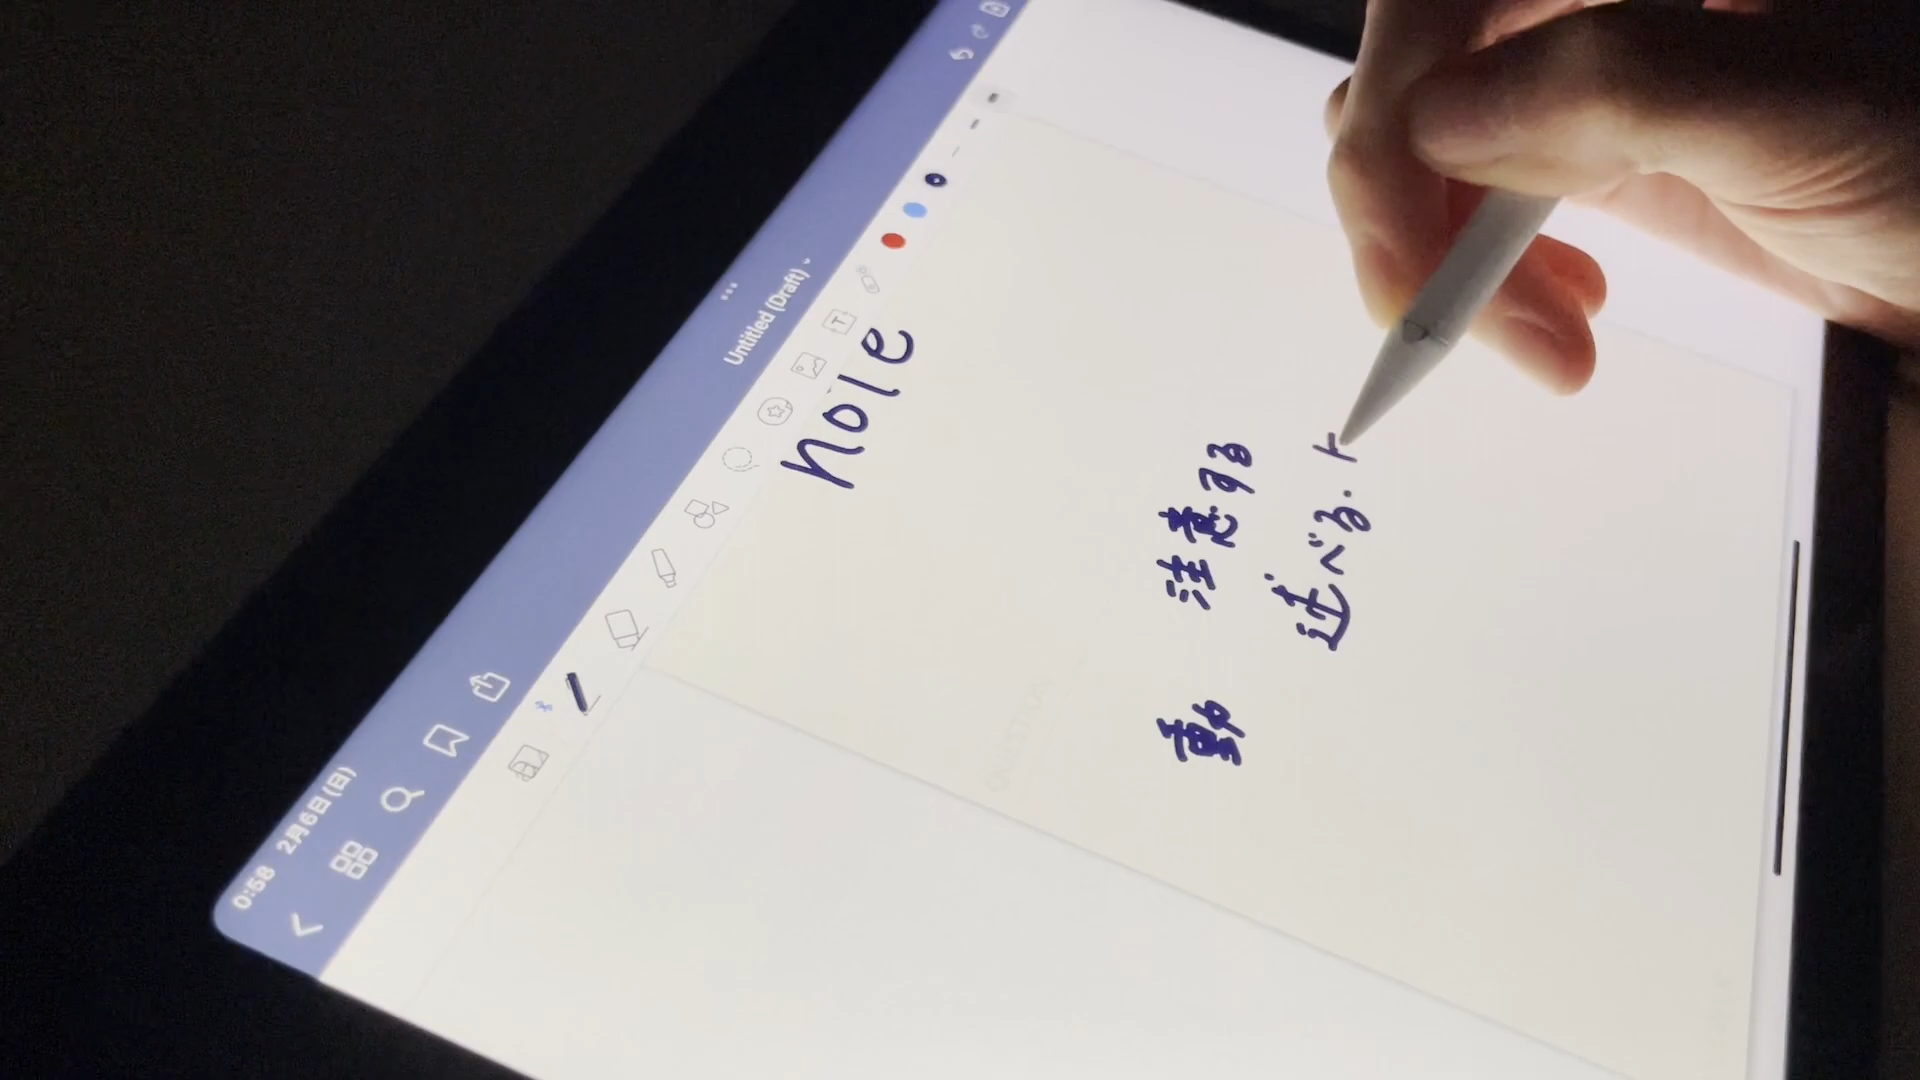 0:58 2月6日(日)
Untitled (Draft)
note
動 注意する
述べる.